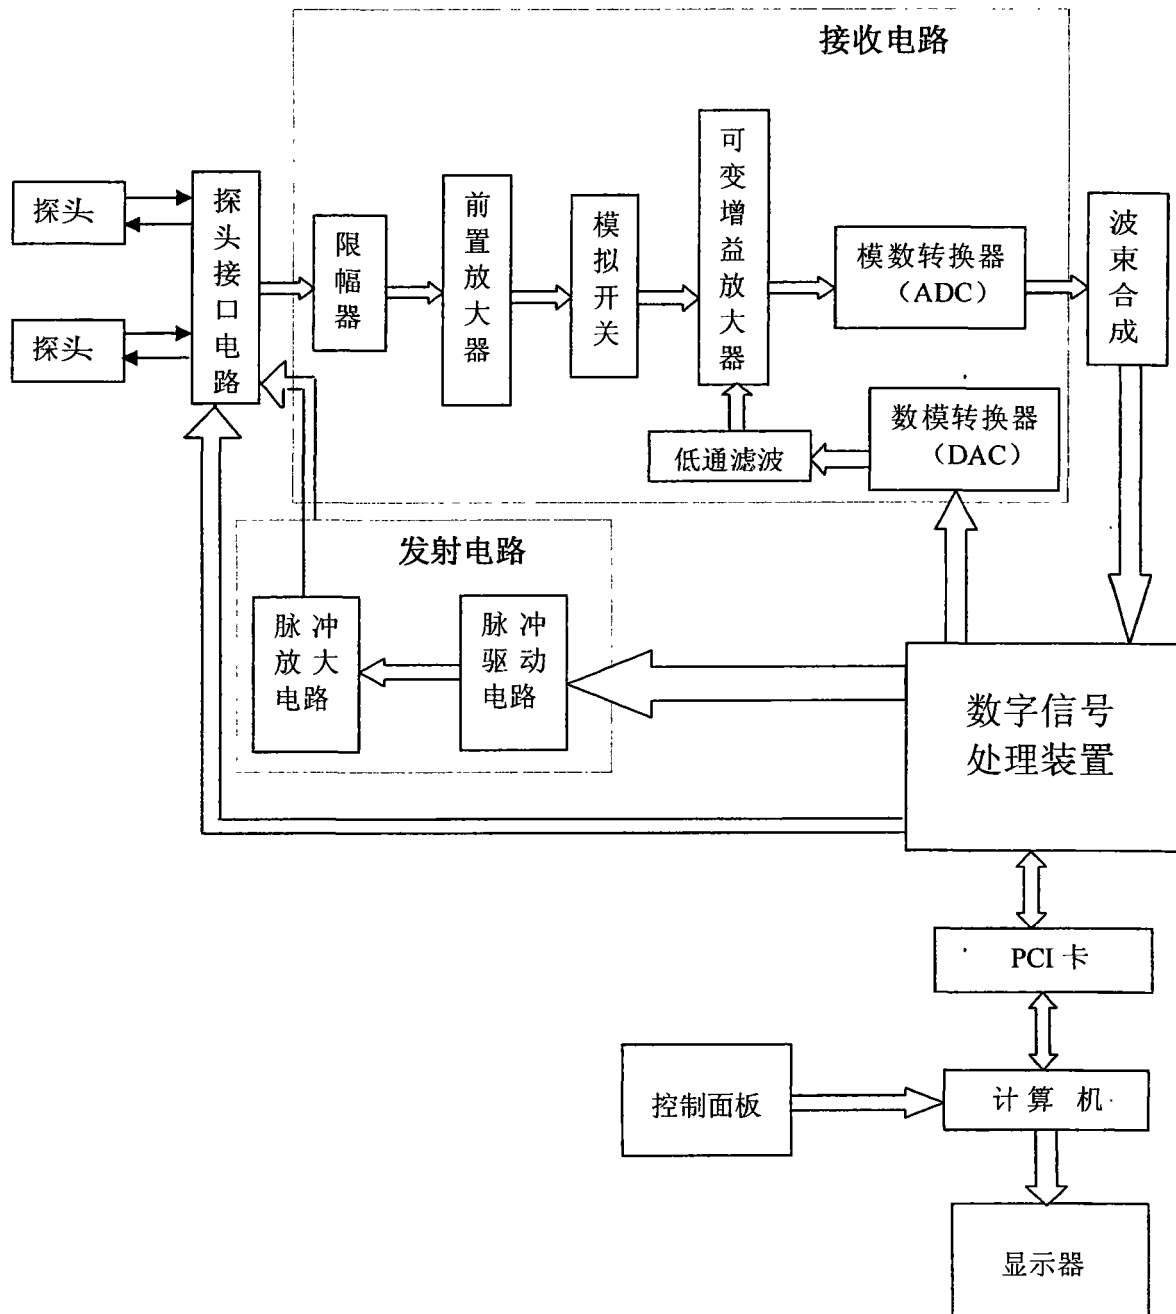 接收电路
探头
探头
探头接口电路
限幅器
前置放大器
模拟开关
可变增益放大器
模数转换器
（ADC）
波束合成
数模转换器
（DAC）
低通滤波
发射电路
脉 冲
放 大
电路
脉 冲
驱 动
电路
数字信号
处理装置
PCI 卡
控制面板
计 算 机
显示器